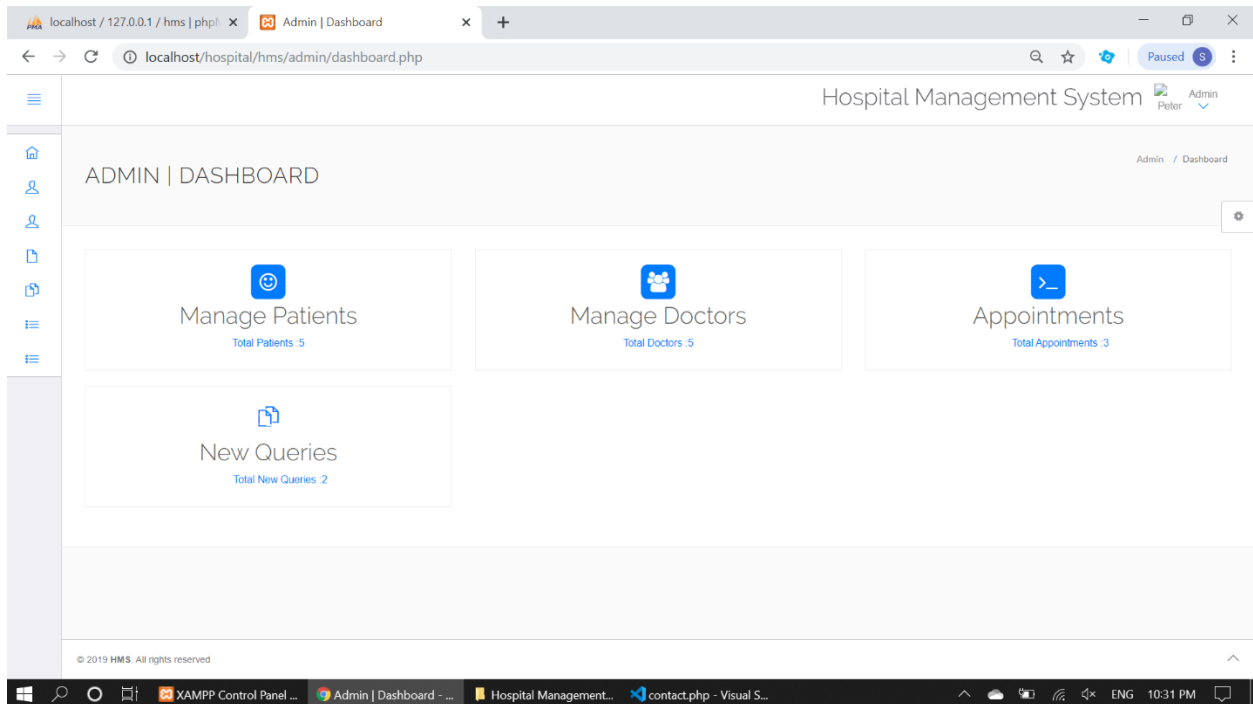 localhost / 127.0.0.1 / hms | phpM
Admin | Dashboard
localhost/hospital/hms/admin/dashboard.php
Paused S
Hospital Management System
Peter
Admin
ADMIN | DASHBOARD
Admin / Dashboard
Manage Patients
Total Patients :5
Manage Doctors
Total Doctors :5
Appointments
Total Appointments :3
New Queries
Total New Queries :2
© 2019 HMS. All rights reserved
XAMPP Control Panel ...
Admin | Dashboard - ...
Hospital Management...
contact.php - Visual S...
ENG
10:31 PM